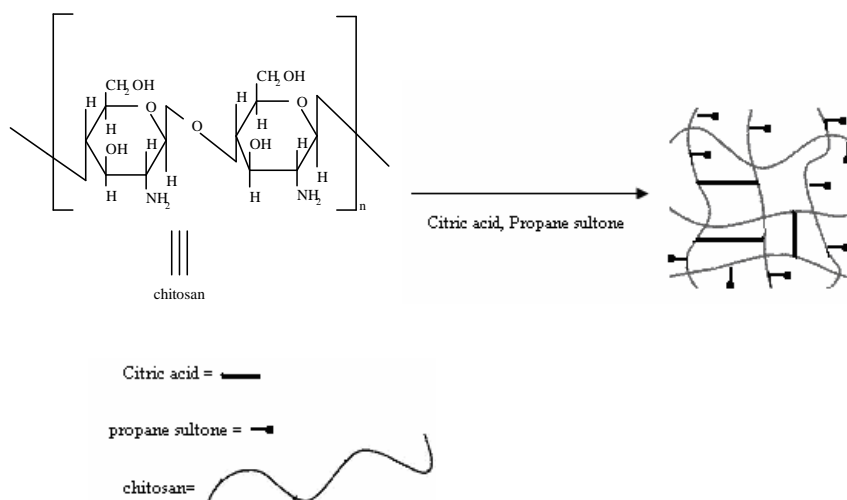 CH2OH
CH2OH
H
O
H
O
H
H
O
OH
H
H
OH
H
H
H
H
H
NH2
NH2
n
Citric acid, Propane sultone
chitosan
Citric acid =
propane sultone =
chitosan=